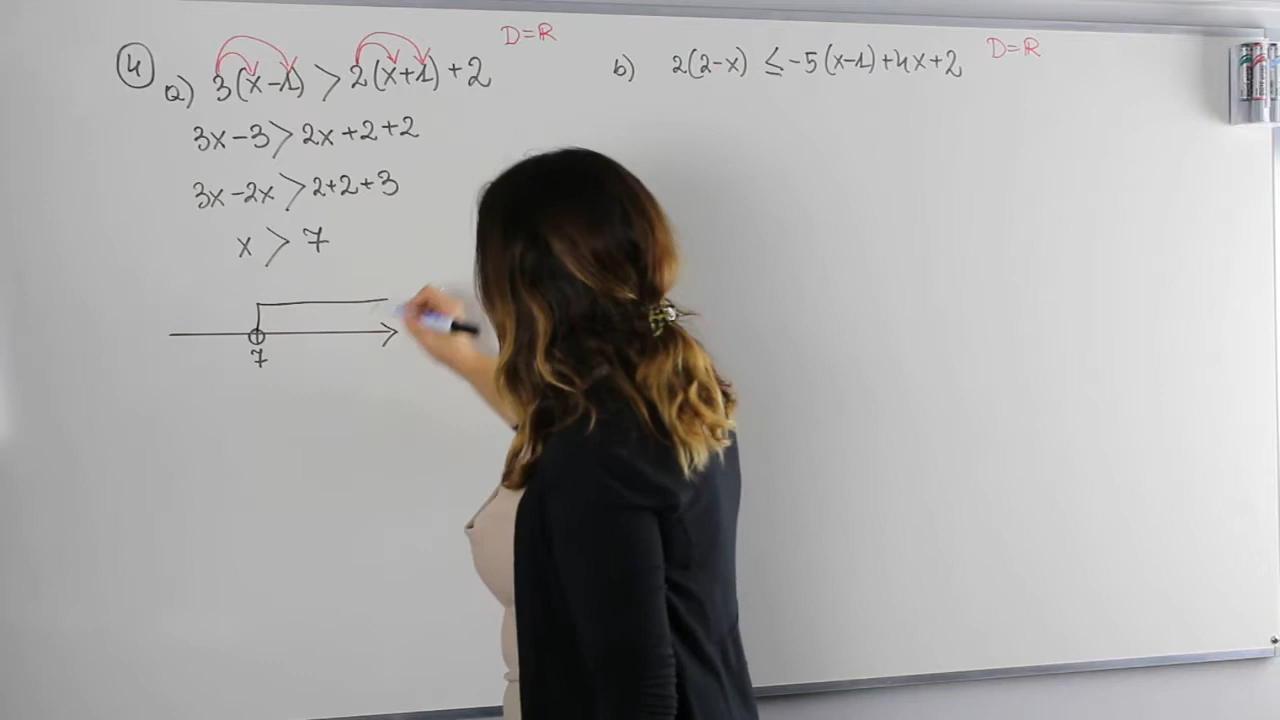 4
a) 3(x-1) > 2(x+1)+2 D=ℝ
3x-3 > 2x+2+2
3x-2x > 2+2+3
x > 7
7
b) 2(2-x) ≤ -5(x-1)+4x+2 D=ℝ